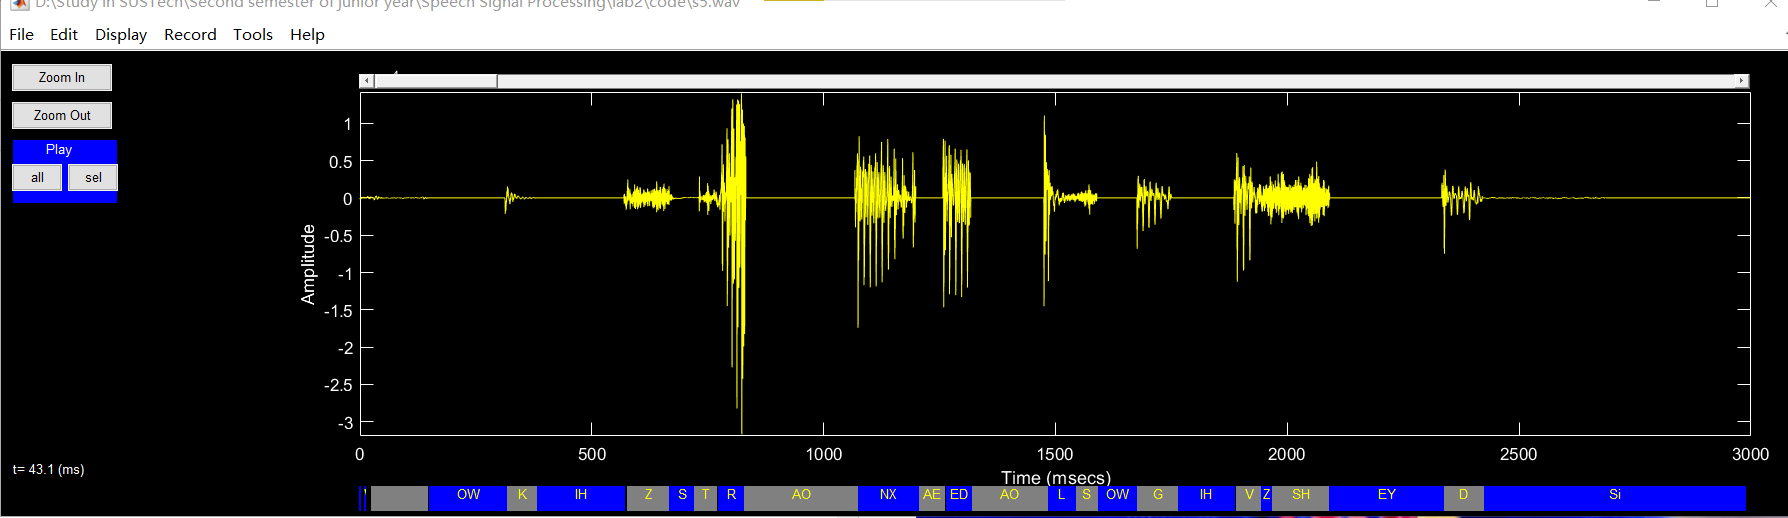 D:\Study in SUSTech\Second semester of junior year\Speech Signal Processing\lab2\code\s5.wav
File Edit Display Record Tools Help
Zoom In
Zoom Out
Play
all sel
1
0.5
0
-0.5
-1
-1.5
-2
-2.5
-3
Amplitude
0 500 1000 1500 2000 2500 3000
Time (msecs)
t= 43.1 (ms)
OW K IH Z S T R AO NX AE ED AO L S OW G IH V Z SH EY D Si